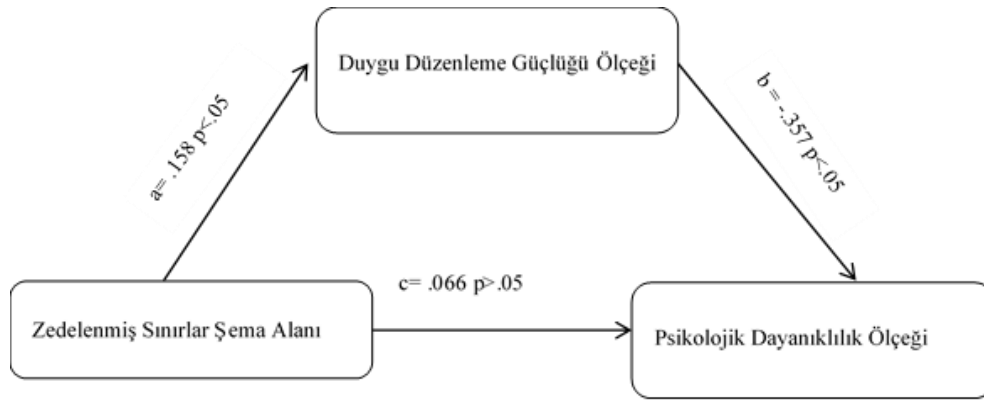 Duygu Düzenleme Güçlüğü Ölçeği
a= .158 p<.05
b = -.357 p<.05
c= .066 p>.05
Zedelenmiş Sınırlar Şema Alanı
Psikolojik Dayanıklılık Ölçeği